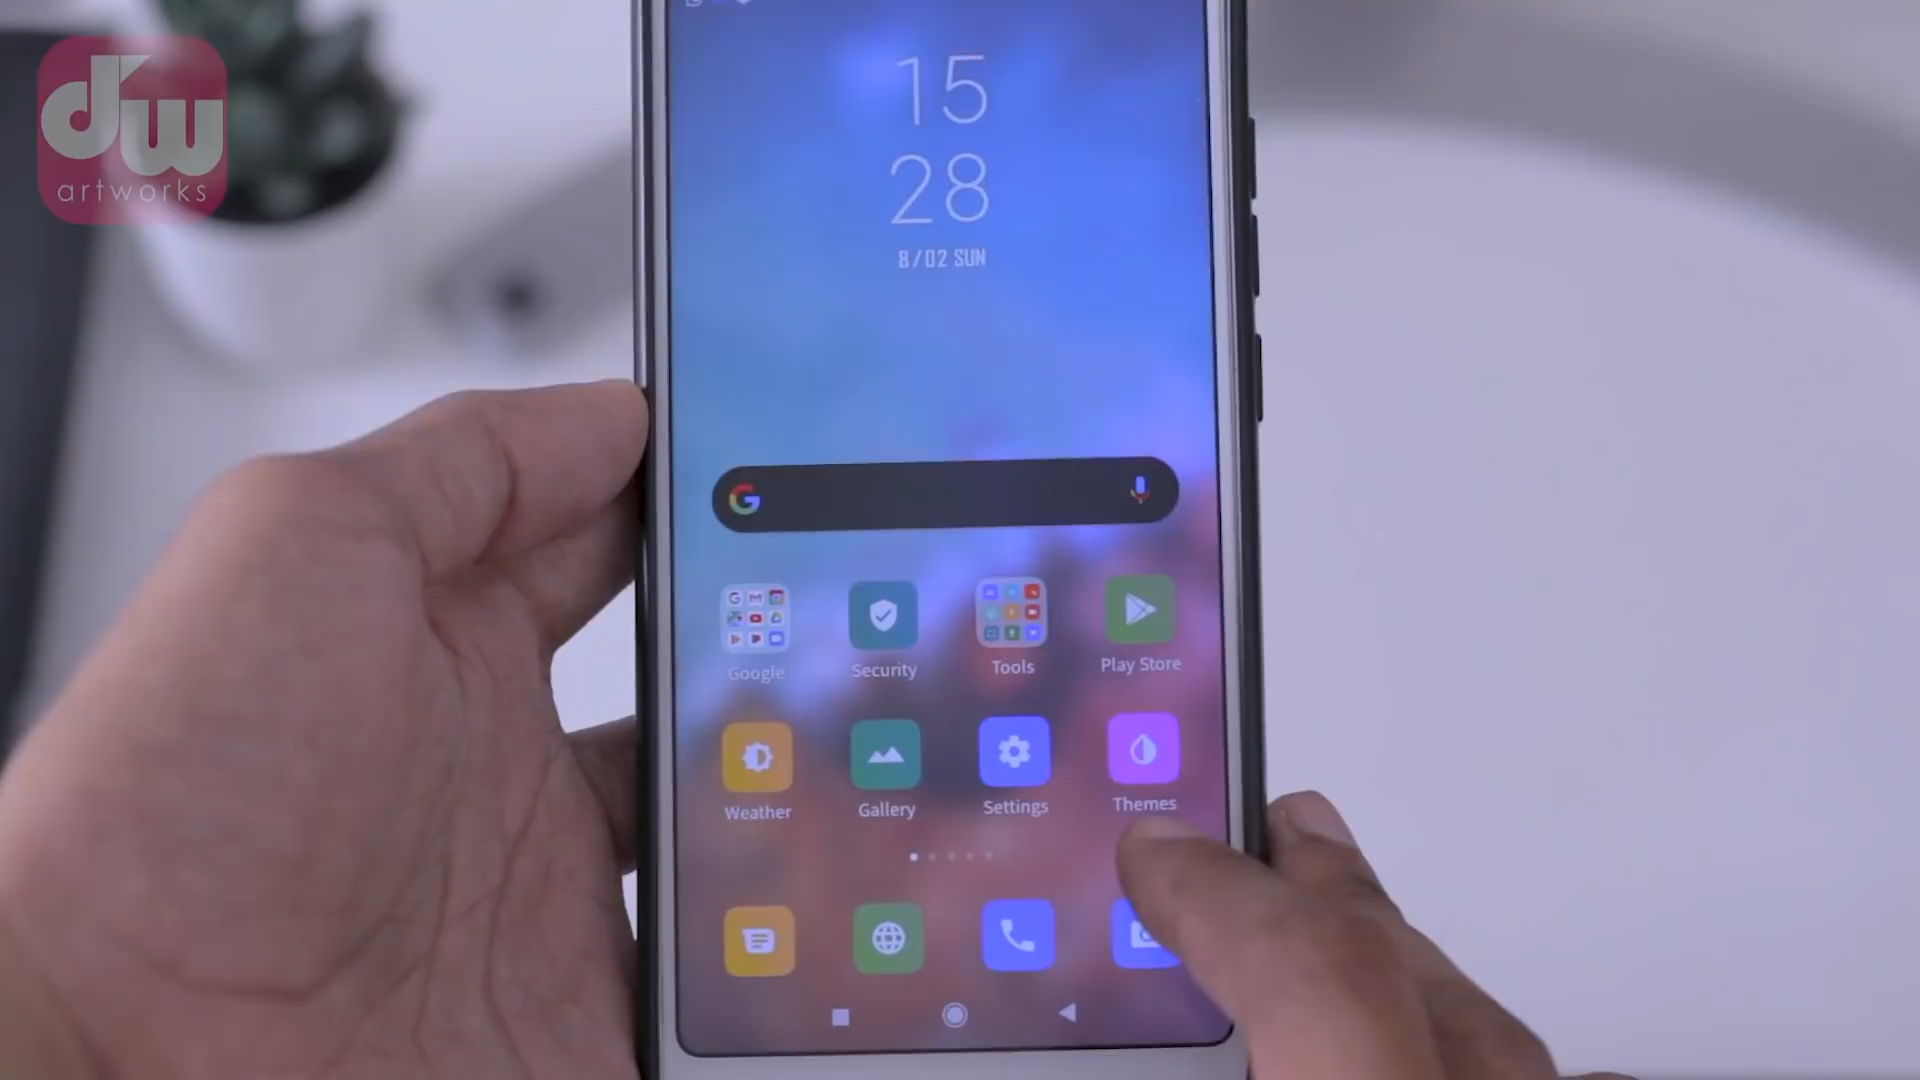 dw
artworks
15
28
8/02 SUN
Google
Security
Tools
Play Store
Weather
Gallery
Settings
Themes